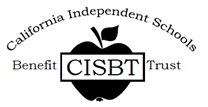 California Independent Schools
Benefit CISBT Trust